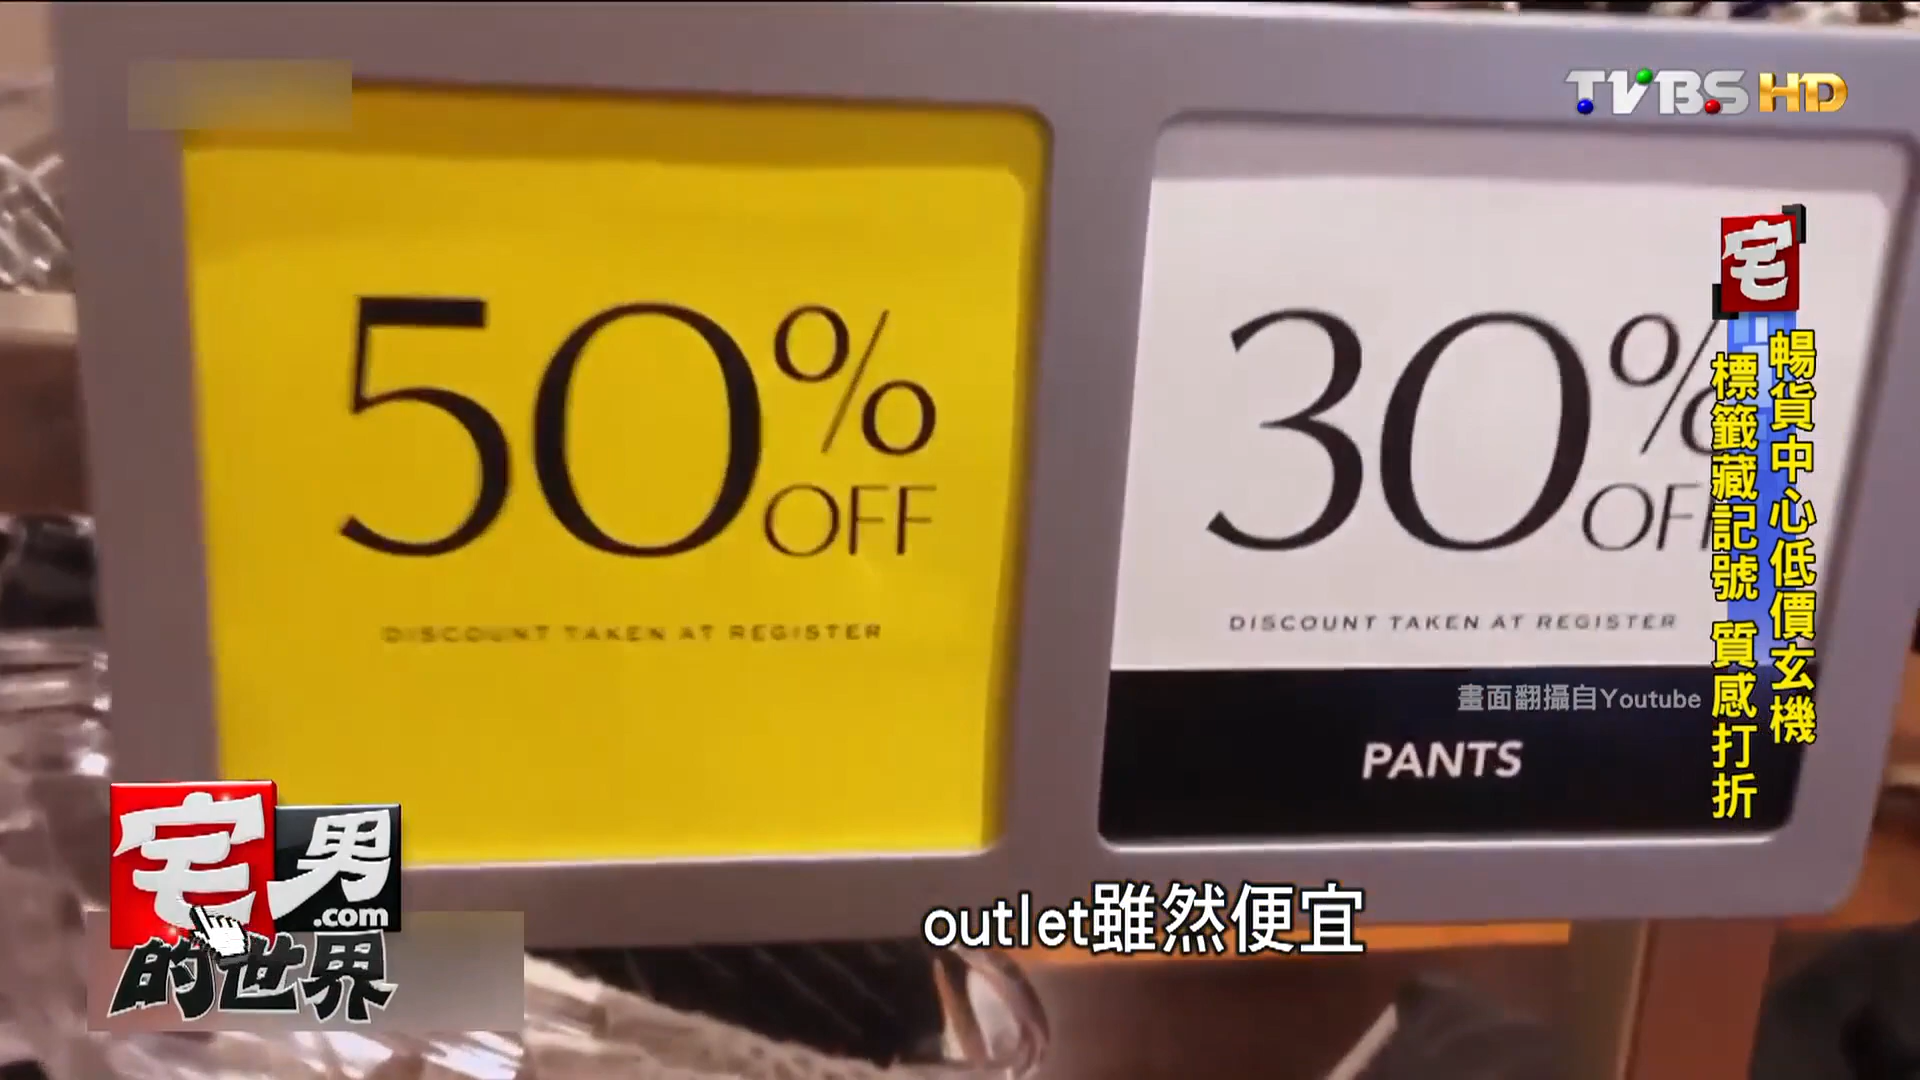 TVBS HD
宅
暢貨中心低價玄機
標籤藏記號 質感打折
50%
OFF
DISCOUNT TAKEN AT REGISTER
30%
OFF
DISCOUNT TAKEN AT REGISTER
畫面翻攝自Youtube
PANTS
宅男
.com
的世界
outlet雖然便宜